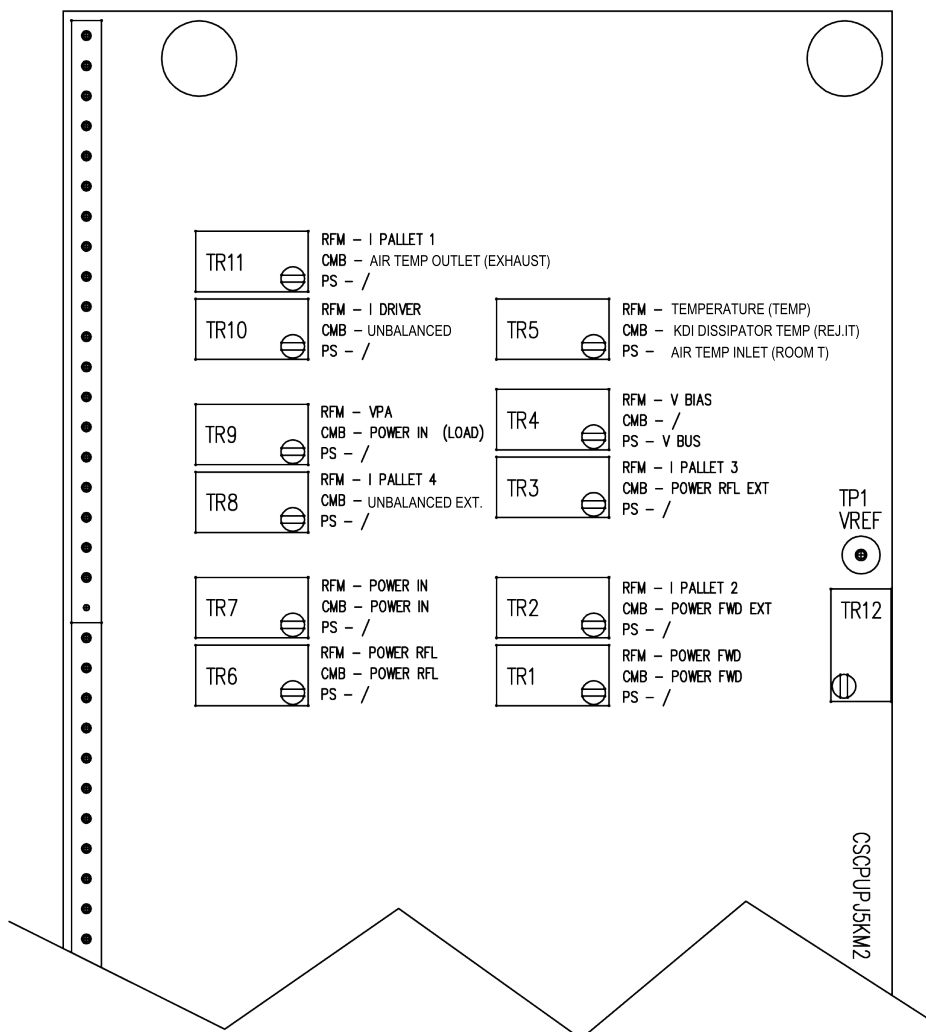 TR11
RFM - I PALLET 1
CMB - AIR TEMP OUTLET (EXHAUST)
PS - /
TR10
RFM - I DRIVER
CMB - UNBALANCED
PS - /
TR5
RFM - TEMPERATURE (TEMP)
CMB - KDI DISSIPATOR TEMP (REJ.IT)
PS - AIR TEMP INLET (ROOM T)
TR9
RFM - VPA
CMB - POWER IN (LOAD)
PS - /
TR4
RFM - V BIAS
CMB - /
PS - V BUS
TR8
RFM - I PALLET 4
CMB - UNBALANCED EXT.
PS - /
TR3
RFM - I PALLET 3
CMB - POWER RFL EXT
PS - /
TP1
VREF
TR7
RFM - POWER IN
CMB - POWER IN
PS - /
TR2
RFM - I PALLET 2
CMB - POWER FWD EXT
PS - /
TR12
TR6
RFM - POWER RFL
CMB - POWER RFL
PS - /
TR1
RFM - POWER FWD
CMB - POWER FWD
PS - /
CSCPUPJ5KM2